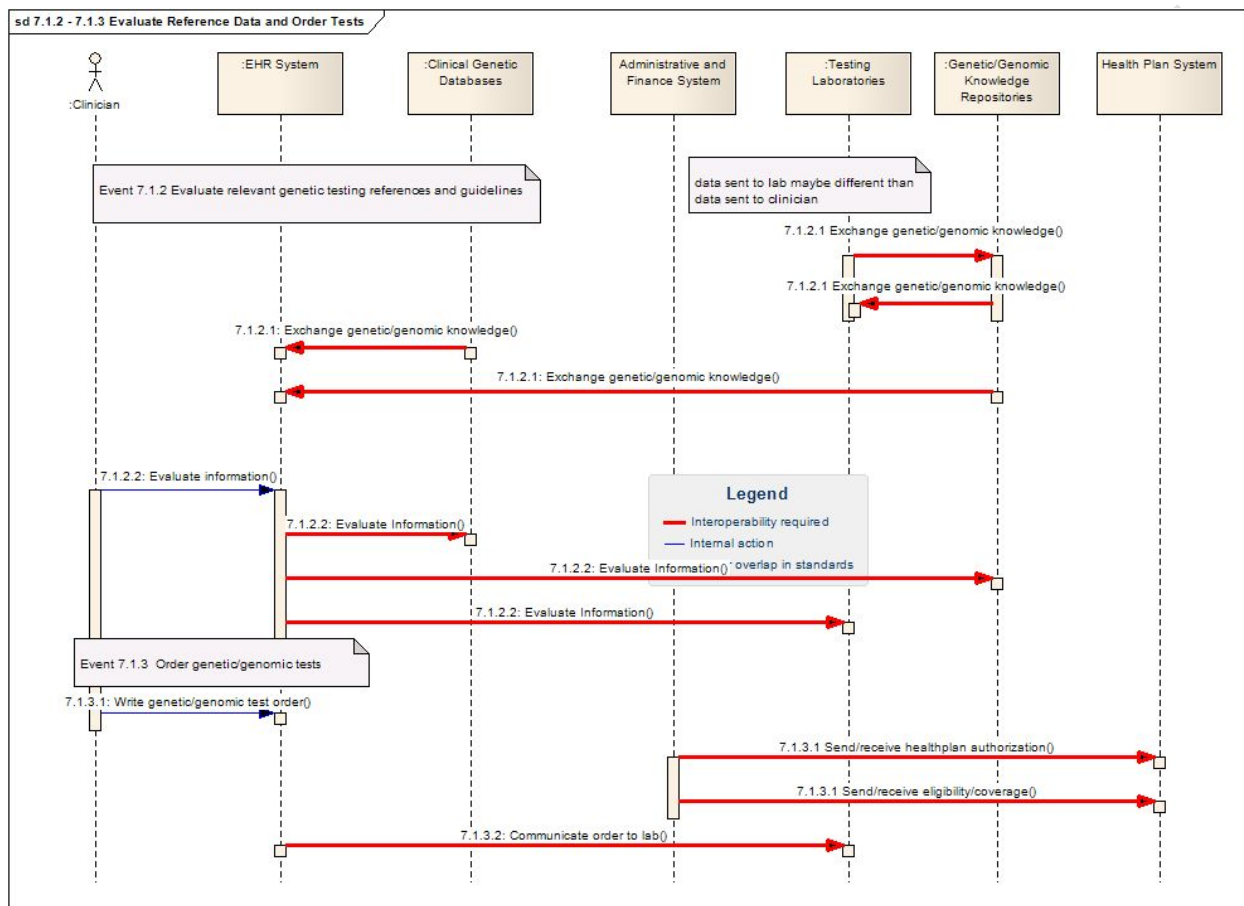 sd 7.1.2 - 7.1.3 Evaluate Reference Data and Order Tests
:Clinician
:EHR System
:Clinical Genetic
Databases
Administrative and
Finance System
:Testing
Laboratories
:Genetic/Genomic
Knowledge
Repositories
Health Plan System
Event 7.1.2 Evaluate relevant genetic testing references and guidelines
data sent to lab maybe different than
data sent to clinician
7.1.2.1 Exchange genetic/genomic knowledge()
7.1.2.1 Exchange genetic/genomic knowledge()
7.1.2.1: Exchange genetic/genomic knowledge()
7.1.2.1: Exchange genetic/genomic knowledge()
7.1.2.2: Evaluate information()
Legend
Interoperability required
7.1.2.2: Evaluate Information()
Internal action
overlap in standards
7.1.2.2: Evaluate Information()
7.1.2.2: Evaluate Information()
Event 7.1.3 Order genetic/genomic tests
7.1.3.1: Write genetic/genomic test order()
7.1.3.1 Send/receive healthplan authorization()
7.1.3.1 Send/receive eligibility/coverage()
7.1.3.2: Communicate order to lab()